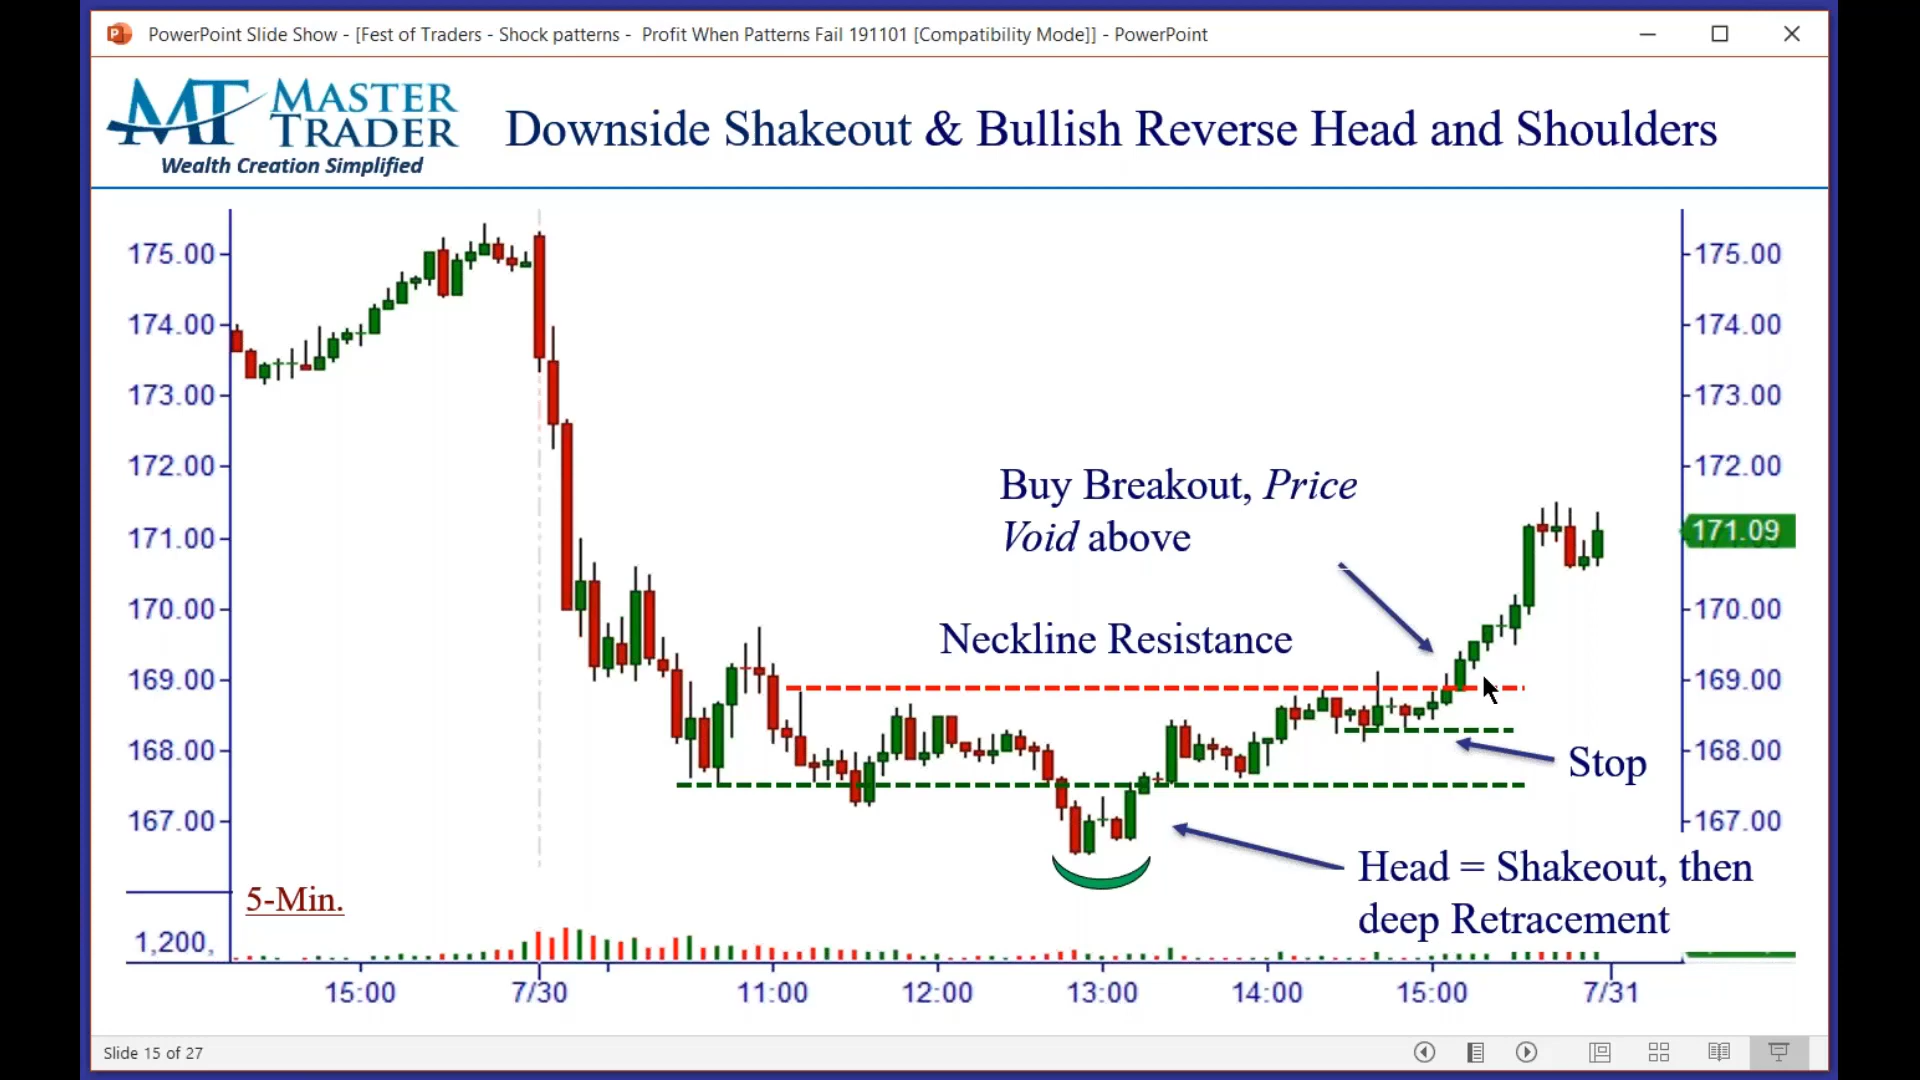 PowerPoint Slide Show - [Fest of Traders - Shock patterns -  Profit When Patterns Fail 191101 [Compatibility Mode]] - PowerPoint
MT MASTER TRADER
Wealth Creation Simplified
Downside Shakeout & Bullish Reverse Head and Shoulders
175.00 175.00
174.00 174.00
173.00 173.00
172.00 172.00
Buy Breakout, Price
Void above
171.00 171.09
170.00 170.00
Neckline Resistance
169.00 169.00
168.00 168.00
Stop
167.00 167.00
Head = Shakeout, then
deep Retracement
5-Min.
1,200,
15:00 7/30 11:00 12:00 13:00 14:00 15:00 7/31
Slide 15 of 27